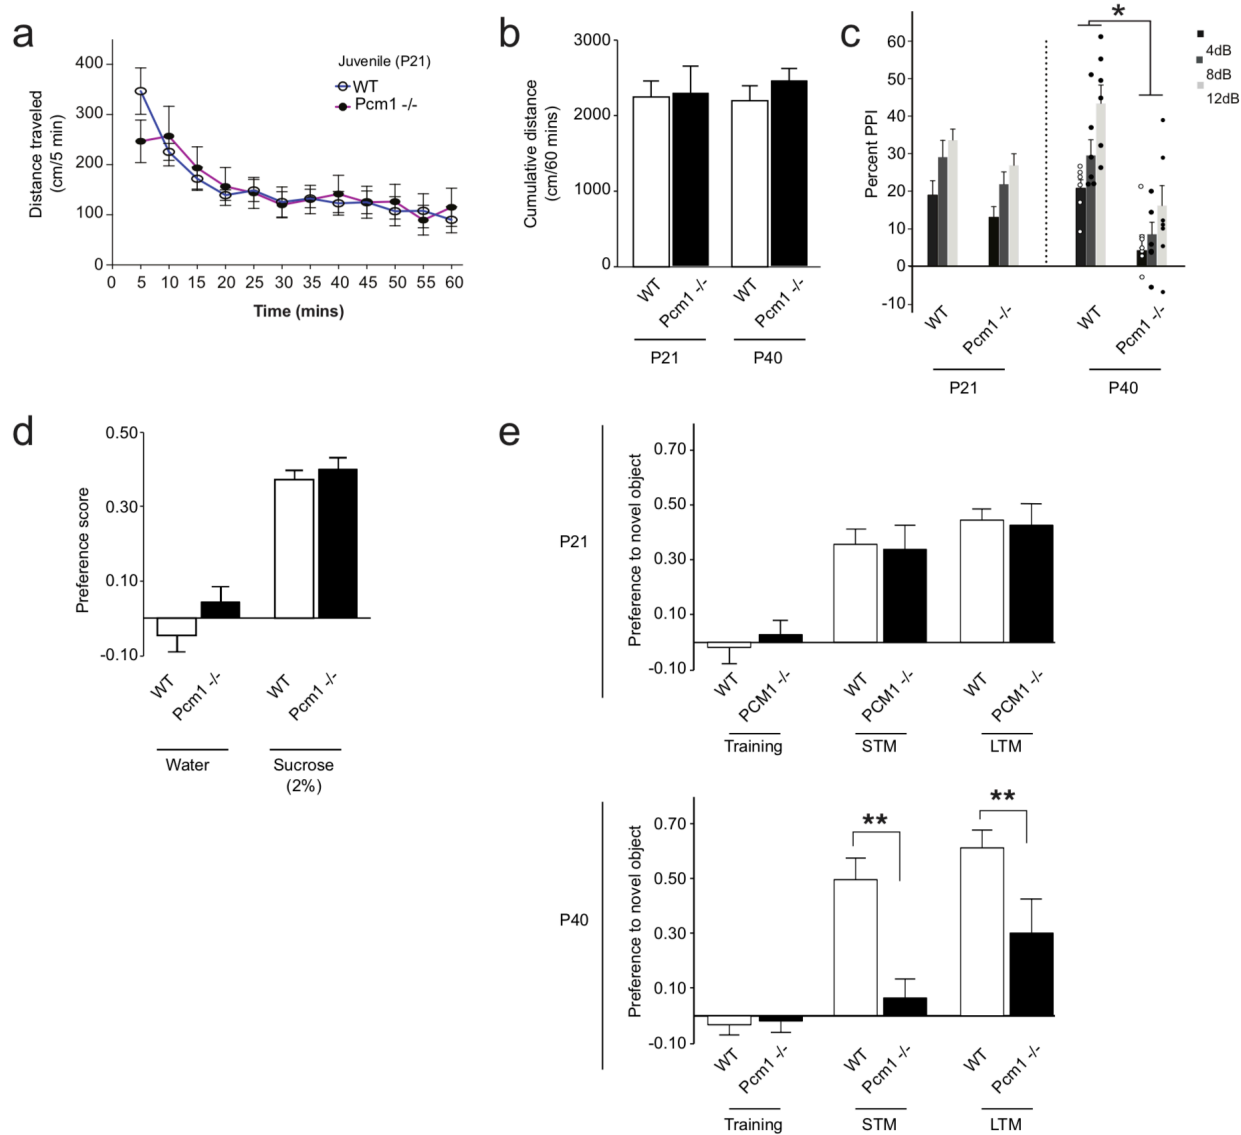 a
Juvenile (P21)
WT
Pcm1 -/-
400
300
200
100
0
Distance traveled
(cm/5 min)
0 5 10 15 20 25 30 35 40 45 50 55 60
Time (mins)
b
3000
2000
1000
0
Cumulative distance
(cm/60 mins)
WT
Pcm1 -/-
WT
Pcm1 -/-
P21
P40
c
*
4dB
8dB
12dB
60
50
40
30
20
10
0
-10
Percent PPI
WT
Pcm1 -/-
WT
Pcm1 -/-
P21
P40
d
0.50
0.30
0.10
-0.10
Preference score
WT
Pcm1 -/-
WT
Pcm1 -/-
Water
Sucrose
(2%)
e
P21
0.70
0.50
0.30
0.10
-0.10
Preference to novel object
WT
PCM1 -/-
WT
PCM1 -/-
WT
PCM1 -/-
Training
STM
LTM
P40
**
**
0.70
0.50
0.30
0.10
-0.10
Preference to novel object
WT
Pcm1 -/-
WT
Pcm1 -/-
WT
Pcm1 -/-
Training
STM
LTM